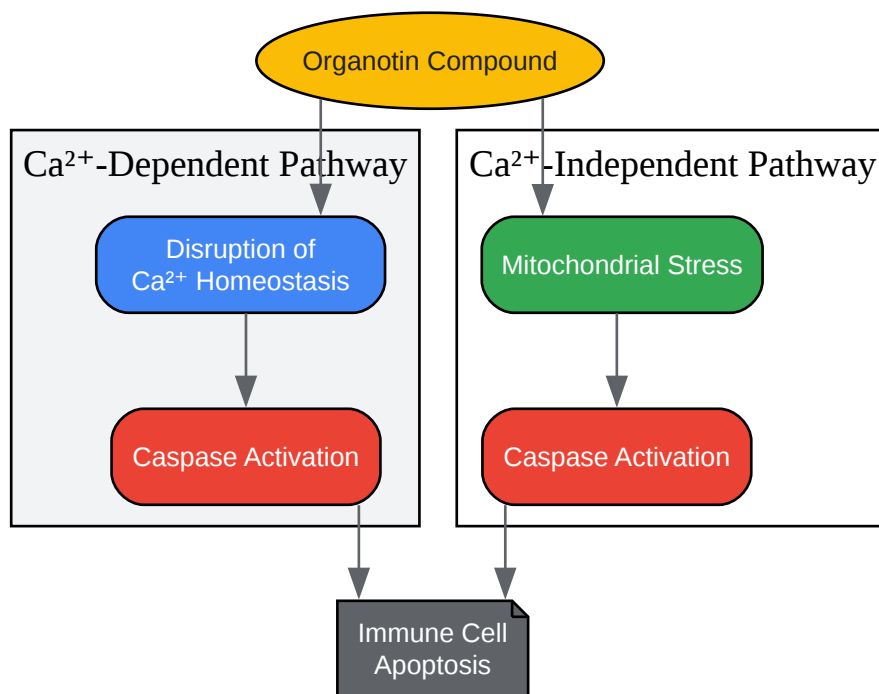 Organotin Compound
Ca²⁺-Dependent Pathway
Ca²⁺-Independent Pathway
Disruption of
Ca²⁺ Homeostasis
Mitochondrial Stress
Caspase Activation
Caspase Activation
Immune Cell
Apoptosis